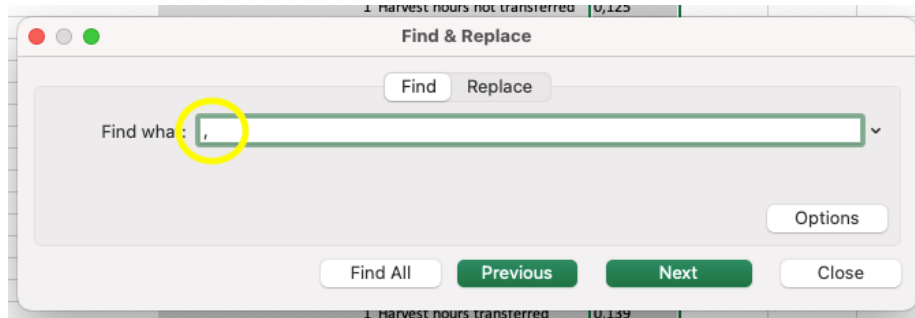 1 Harvest hours not transferred 0,125
Find & Replace
Find Replace
Find what: ,
Options
Find All Previous Next Close
1 Harvest hours transferred 0,139